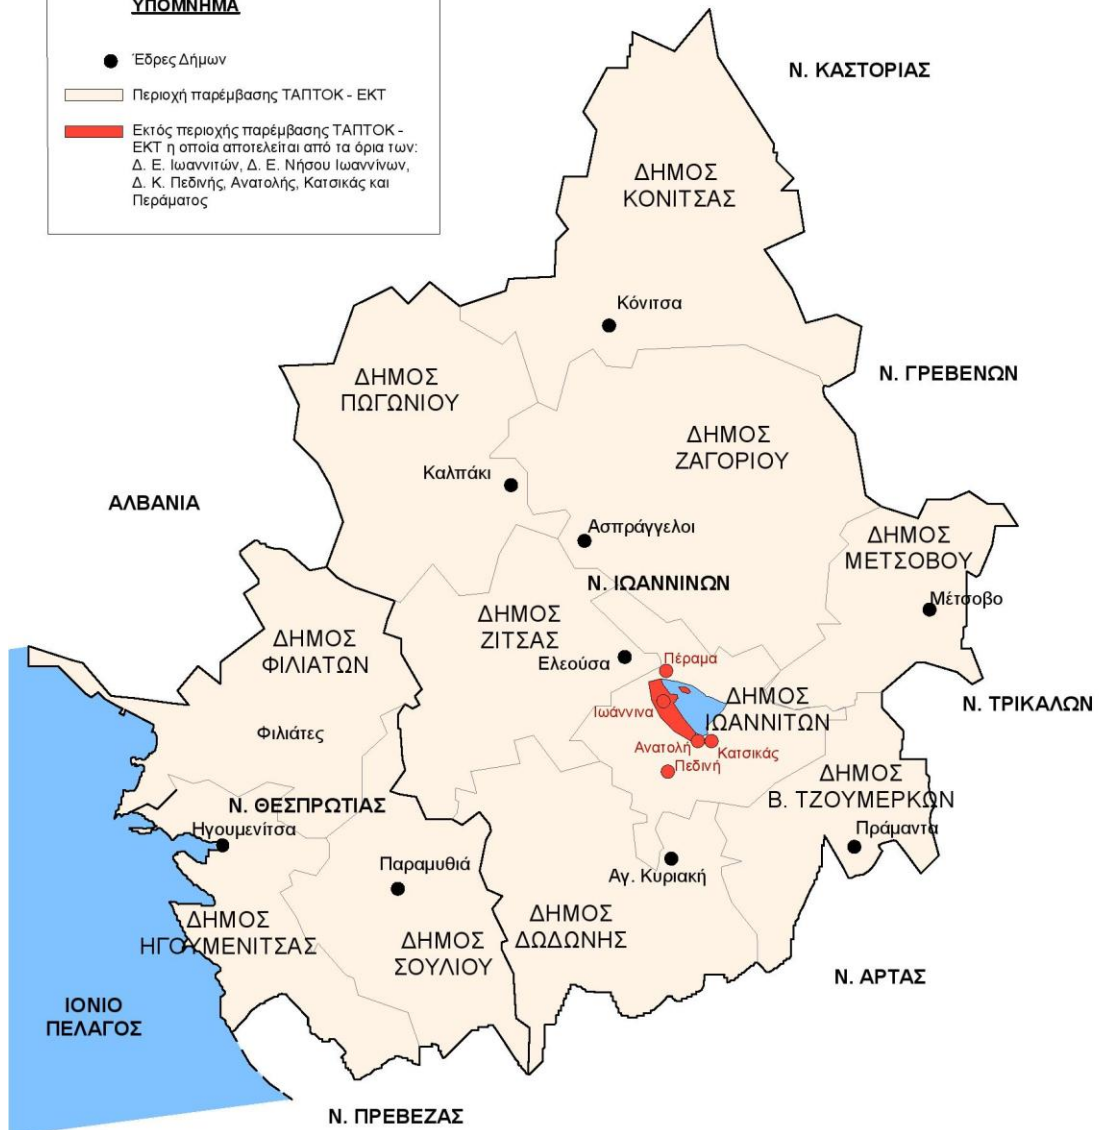 ΥΠΟΜΝΗΜΑ
Έδρες Δήμων
Περιοχή παρέμβασης ΤΑΠΤΟΚ - ΕΚΤ
Εκτός περιοχής παρέμβασης ΤΑΠΤΟΚ -
ΕΚΤ η οποία αποτελείται από τα όρια των:
Δ. Ε. Ιωαννιτών, Δ. Ε. Νήσου Ιωαννίνων,
Δ. Κ. Πεδινής, Ανατολής, Κατσικάς και
Περάματος
Ν. ΚΑΣΤΟΡΙΑΣ
ΔΗΜΟΣ
ΚΟΝΙΤΣΑΣ
Κόνιτσα
Ν. ΓΡΕΒΕΝΩΝ
ΔΗΜΟΣ
ΠΩΓΩΝΙΟΥ
ΔΗΜΟΣ
ΖΑΓΟΡΙΟΥ
Καλπάκι
ΑΛΒΑΝΙΑ
Ασπράγγελοι
ΔΗΜΟΣ
ΜΕΤΣΟΒΟΥ
Ν. ΙΩΑΝΝΙΝΩΝ
Μέτσοβο
ΔΗΜΟΣ
ΖΙΤΣΑΣ
ΔΗΜΟΣ
ΦΙΛΙΑΤΩΝ
Ελεούσα
Πέραμα
Ν. ΤΡΙΚΑΛΩΝ
ΔΗΜΟΣ
ΙΩΑΝΝΙΤΩΝ
Ιωάννινα
Φιλιάτες
Ανατολή
Κατσικάς
Πεδινή
ΔΗΜΟΣ
Β. ΤΖΟΥΜΕΡΚΩΝ
Ν. ΘΕΣΠΡΩΤΙΑΣ
Ηγουμενίτσα
Πράμαντα
Παραμυθιά
Αγ. Κυριακή
ΔΗΜΟΣ
ΗΓΟΥΜΕΝΙΤΣΑΣ
ΔΗΜΟΣ
ΔΩΔΩΝΗΣ
ΔΗΜΟΣ
ΣΟΥΛΙΟΥ
Ν. ΑΡΤΑΣ
ΙΟΝΙΟ
ΠΕΛΑΓΟΣ
Ν. ΠΡΕΒΕΖΑΣ